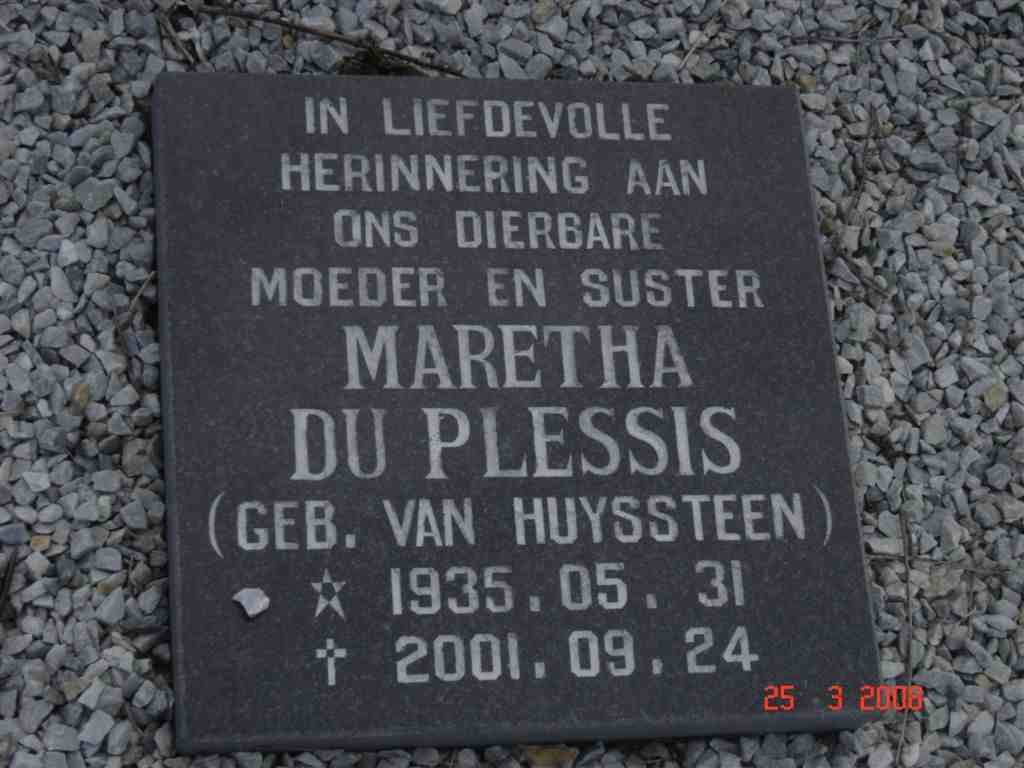 IN LIEFDEVOLLE
HERINNERING AAN
ONS DIERBARE
MOEDER EN SUSTER
MARETHA
DU PLESSIS
(GEB. VAN HUYSSTEEN)
☆ 1935.05.31
✝ 2001.09.24
25 3 2008